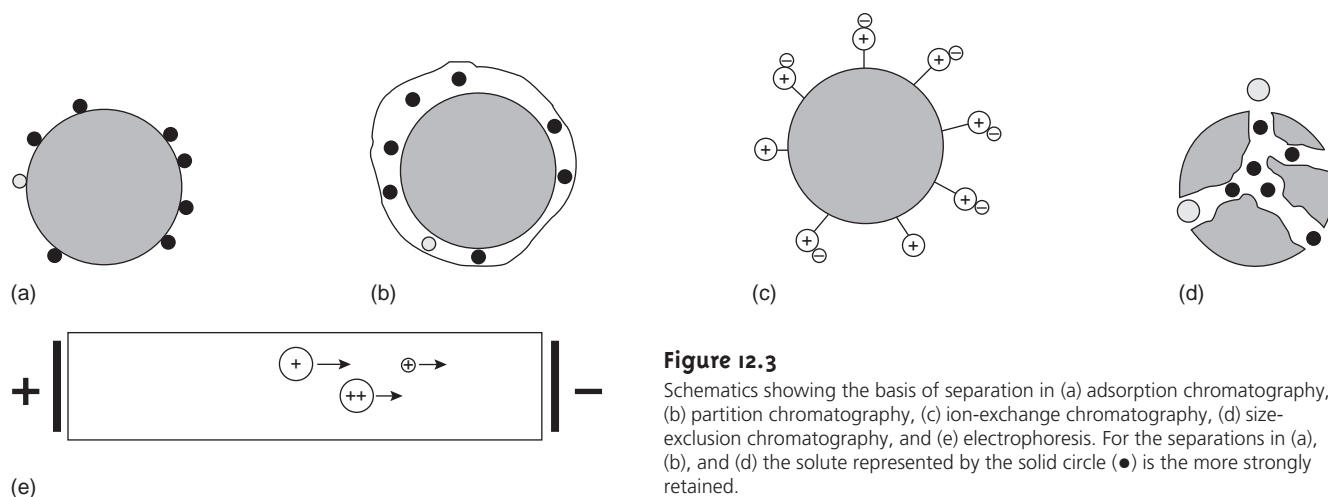 − − −
+ + +
− + + −
+ + −
+ + −
− +
(a) (b) (c) (d)
+ + + −
++
(e)
Figure 12.3
Schematics showing the basis of separation in (a) adsorption chromatography,
(b) partition chromatography, (c) ion-exchange chromatography, (d) size-
exclusion chromatography, and (e) electrophoresis. For the separations in (a),
(b), and (d) the solute represented by the solid circle (●) is the more strongly
retained.